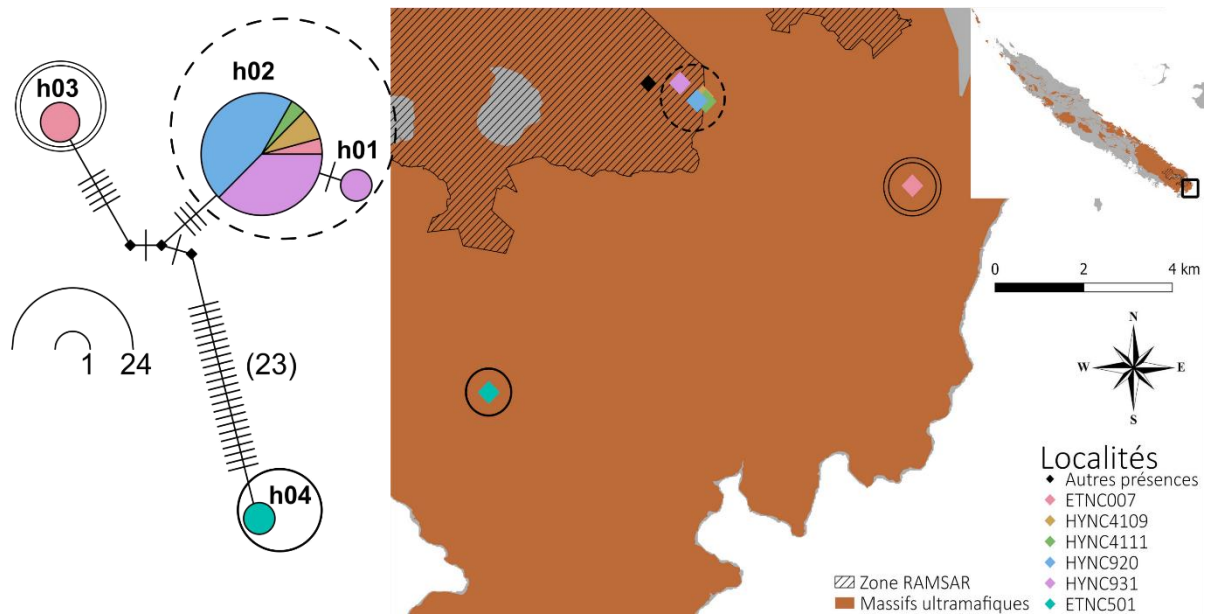 h03
h02
h01
1 24
(23)
h04
0 2 4 km
N
W E
S
Localités
Autres présences
ETNC007
HYNC4109
HYNC4111
HYNC920
HYNC931
ETNC501
Zone RAMSAR
Massifs ultramafiques